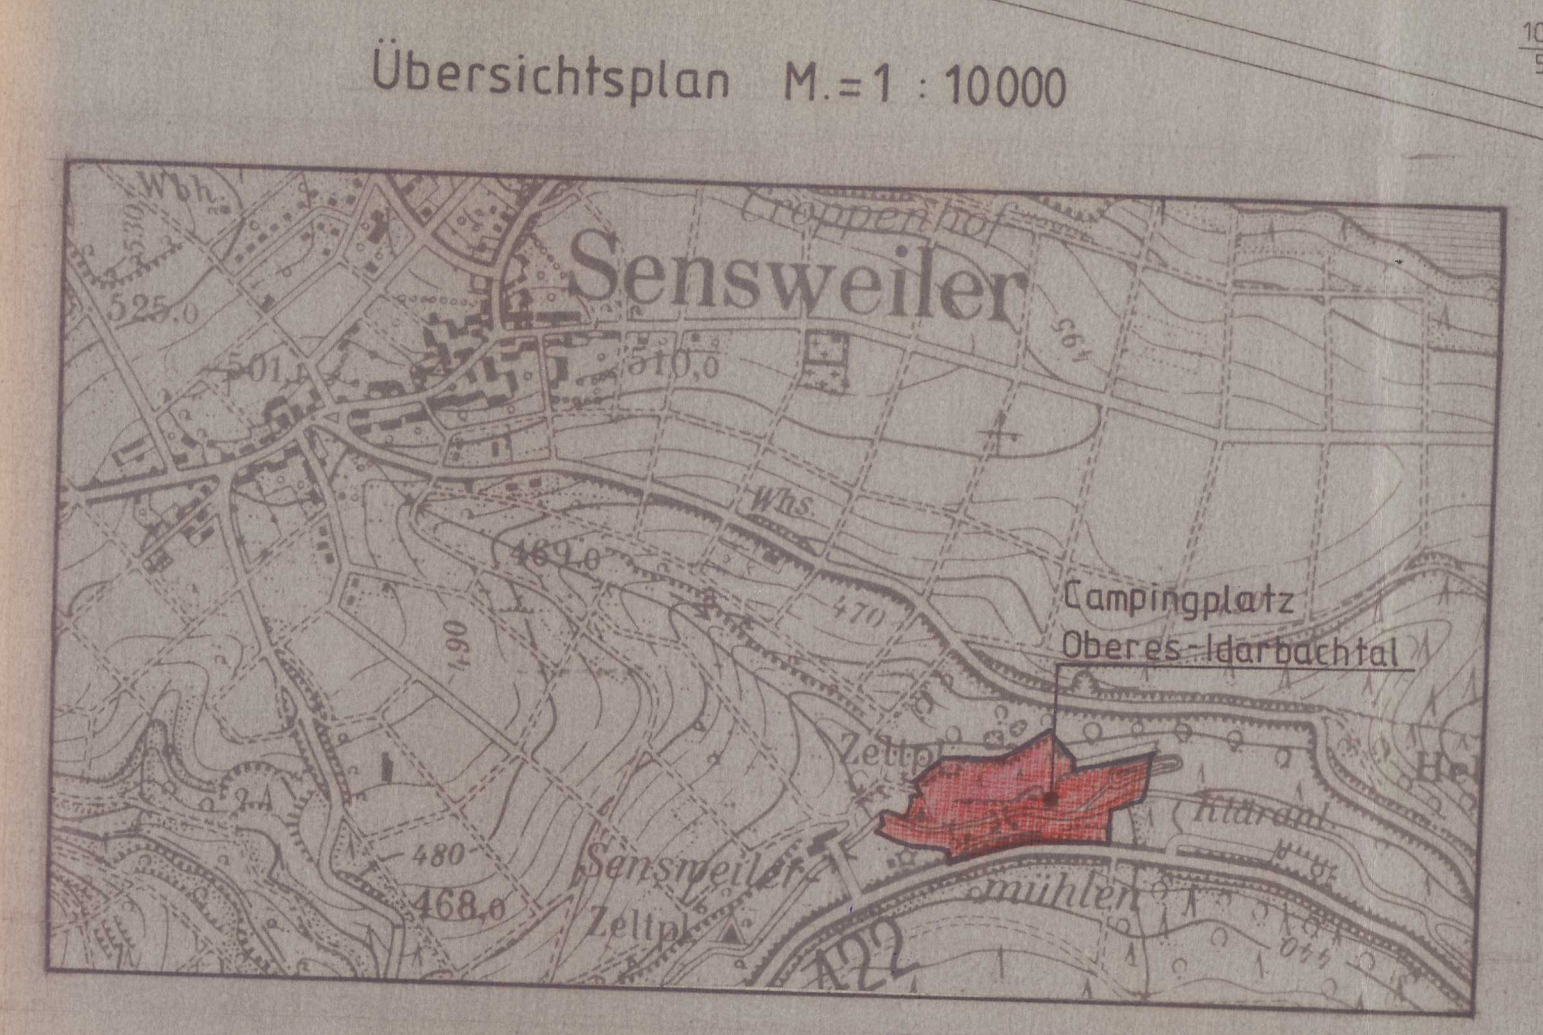 Übersichtsplan M.=1 : 10000
Wbh.
530
Croppenhof
Sensweiler
525,0
501,
510,0
495
Whs.
469,0
470
490
Campingplatz
Oberes-Idarbachtal
Zeltpl.
Kläranl.
480
Sensweiler
mühlen
468,0
Zeltpl.
422
440